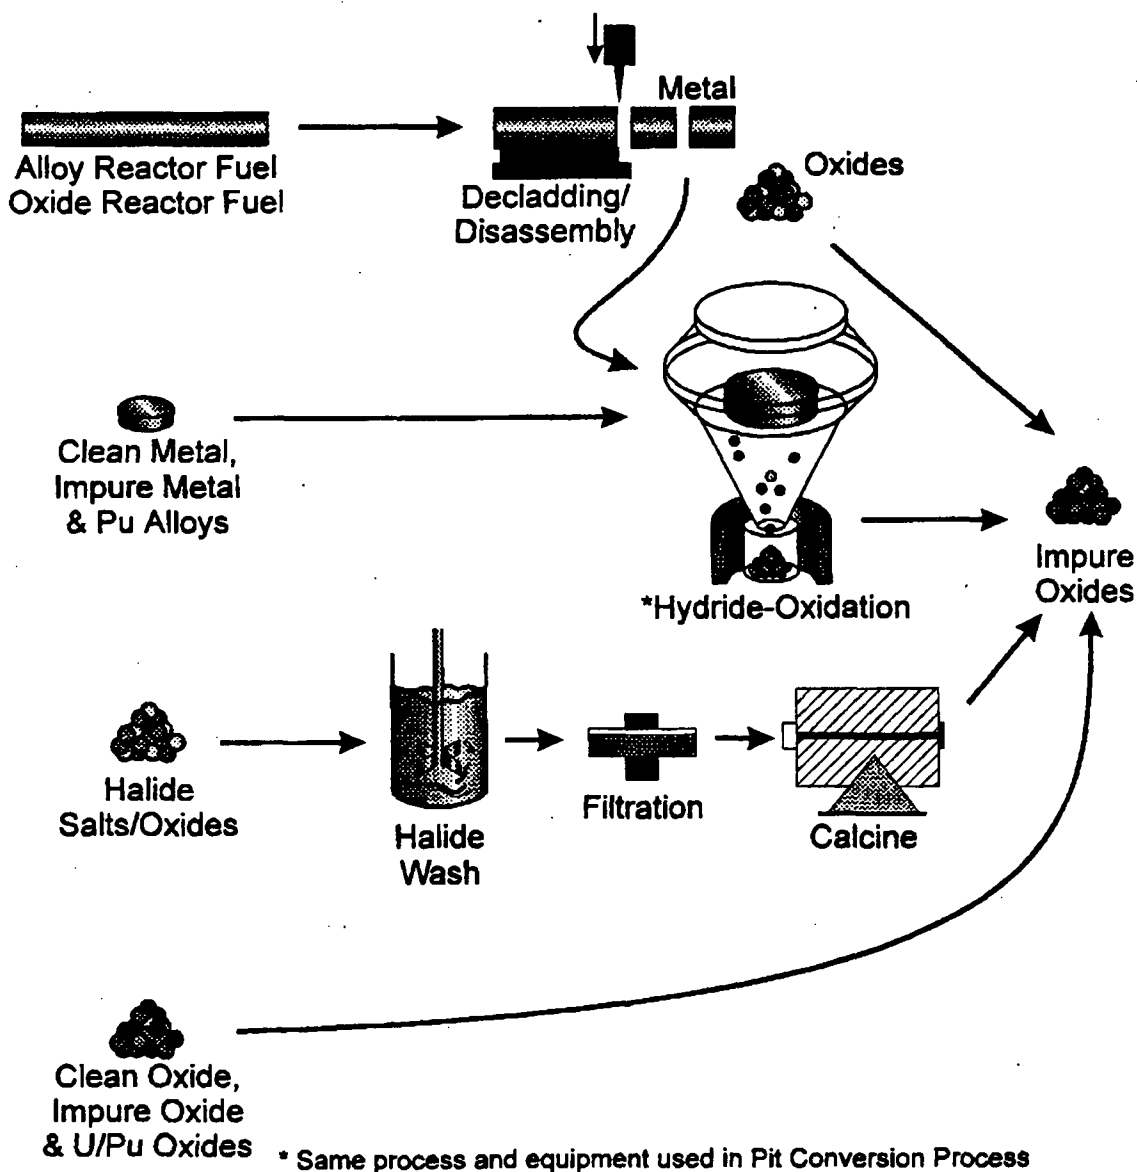 Metal
Alloy Reactor Fuel
Oxide Reactor Fuel
Decladding/
Disassembly
Oxides
Clean Metal,
Impure Metal
& Pu Alloys
*Hydride-Oxidation
Impure
Oxides
Halide
Salts/Oxides
Halide
Wash
Filtration
Calcine
Clean Oxide,
Impure Oxide
& U/Pu Oxides
* Same process and equipment used in Pit Conversion Process